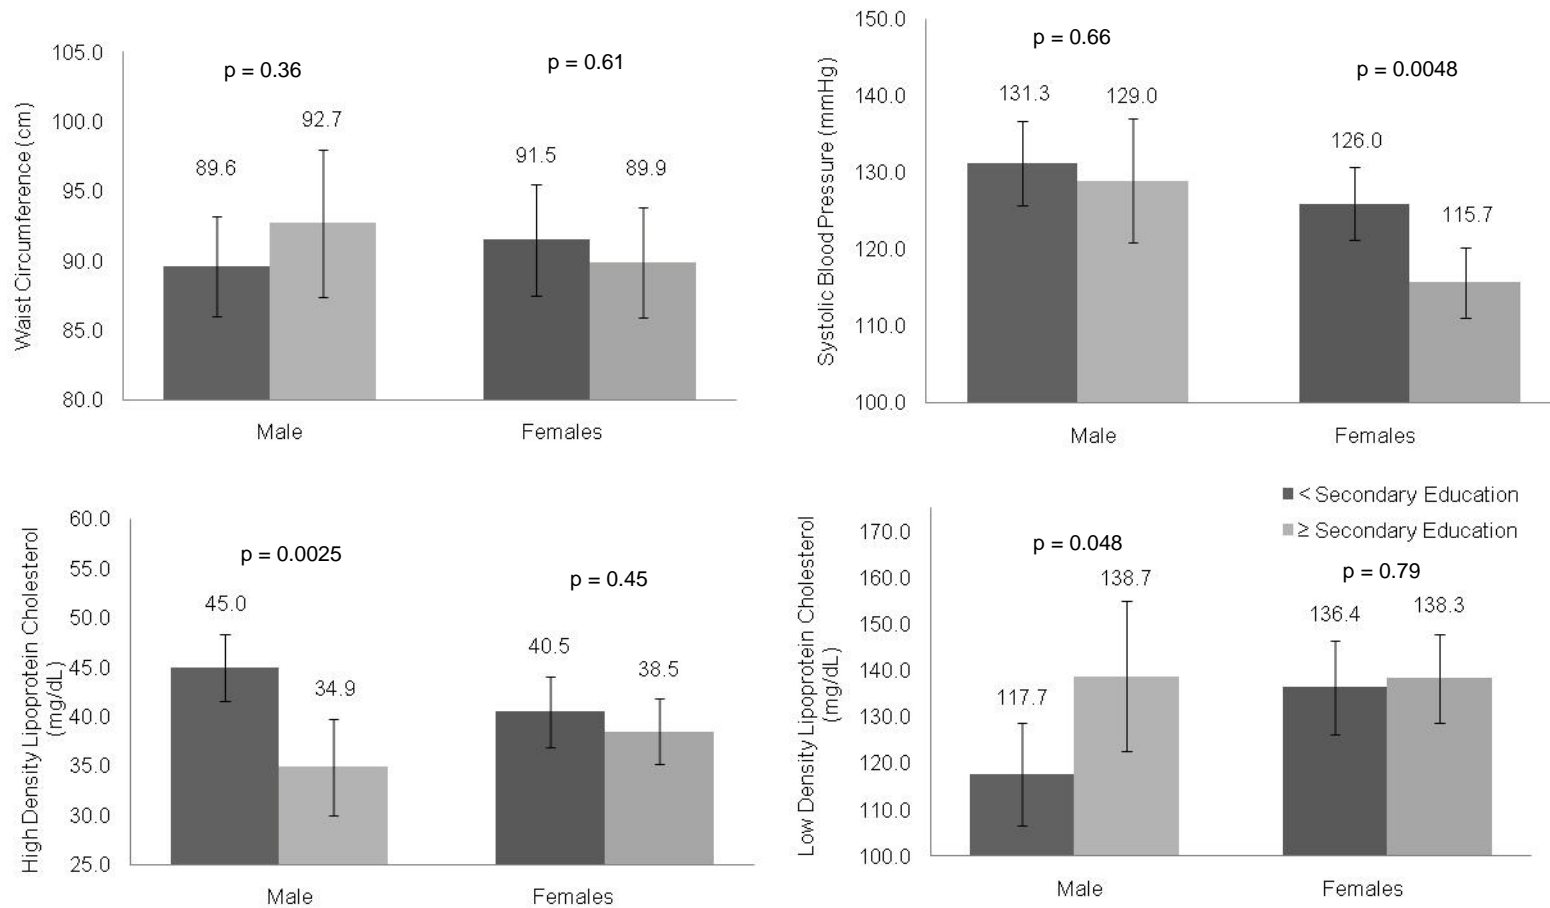 Waist Circumference (cm)
105.0
100.0
95.0
90.0
85.0
80.0
p = 0.36
p = 0.61
89.6
92.7
91.5
89.9
Male
Females
Systolic Blood Pressure (mmHg)
150.0
140.0
130.0
120.0
110.0
100.0
p = 0.66
p = 0.0048
131.3
129.0
126.0
115.7
Male
Females
High Density Lipoprotein Cholesterol
(mg/dL)
60.0
55.0
50.0
45.0
40.0
35.0
30.0
25.0
p = 0.0025
p = 0.45
45.0
34.9
40.5
38.5
Male
Females
< Secondary Education
≥ Secondary Education
Low Density Lipoprotein Cholesterol
(mg/dL)
170.0
160.0
150.0
140.0
130.0
120.0
110.0
100.0
p = 0.048
p = 0.79
117.7
138.7
136.4
138.3
Male
Females